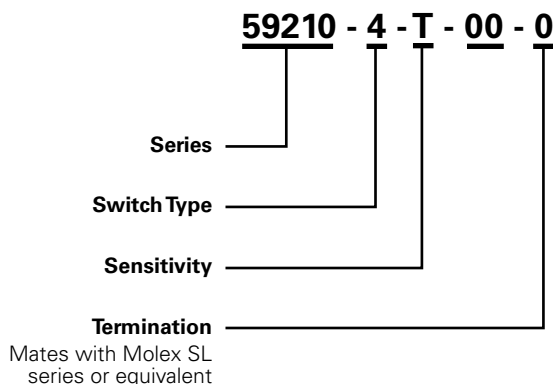 59210 - 4 - T - 00 - 0
Series
Switch Type
Sensitivity
Termination
Mates with Molex SL
series or equivalent